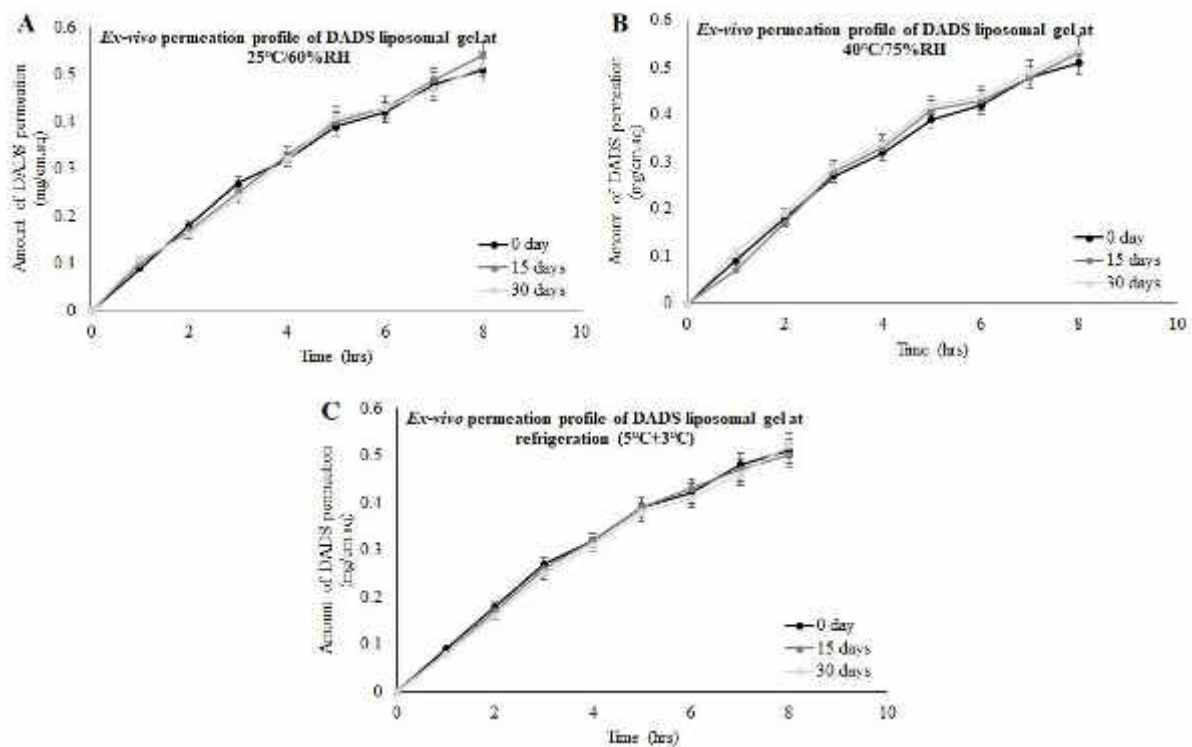 A
Ex-vivo permeation profile of DADS liposomal gel at
25°C/60%RH
Amount of DADS permeation
(mg/cm.sq)
0.6
0.5
0.4
0.3
0.2
0.1
0
0 day
15 days
30 days
0 2 4 6 8 10
Time (hrs)
B
Ex-vivo permeation profile of DADS liposomal gel at
40°C/75%RH
Amount of DADS permeation
(mg/cm.sq)
0.6
0.5
0.4
0.3
0.2
0.1
0
0 day
15 days
30 days
0 2 4 6 8 10
Time (hrs)
C
Ex-vivo permeation profile of DADS liposomal gel at
refrigeration (5°C+3°C)
Amount of DADS permeation
(mg/cm.sq)
0.6
0.5
0.4
0.3
0.2
0.1
0
0 day
15 days
30 days
0 2 4 6 8 10
Time (hrs)